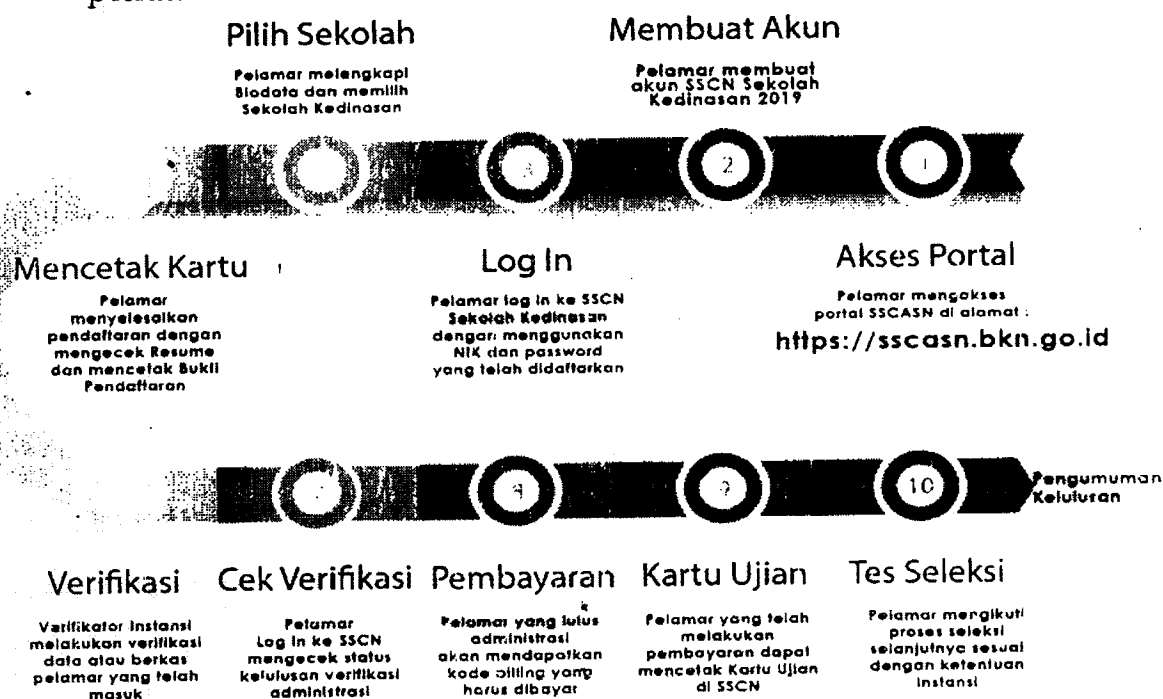 Pilih Sekolah
Pelamar melengkapi
Biodata dan memilih
Sekolah Kedinasan
Membuat Akun
Pelamar membuat
akun SSCN Sekolah
Kedinasan 2019
3
2
1
Mencetak Kartu
Pelamar
menyelesaikan
pendaftaran dengan
mengecek Resume
dan mencetak Bukti
Pendaftaran
Log In
Pelamar log in ke SSCN
Sekolah Kedinasan
dengan menggunakan
NIK dan password
yang telah didaftarkan
Akses Portal
Pelamar mengakses
portal SSCASN di alamat :
https://sscasn.bkn.go.id
7
9
10
Pengumuman
Kelulusan
Verifikasi
Verifikator Instansi
melakukan verifikasi
data atau berkas
pelamar yang telah
masuk
Cek Verifikasi
Pelamar
Log In ke SSCN
mengecek status
kelulusan verifikasi
administrasi
Pembayaran
Pelamar yang lulus
administrasi
akan mendapatkan
kode billing yang
harus dibayar
Kartu Ujian
Pelamar yang telah
melakukan
pembayaran dapat
mencetak Kartu Ujian
di SSCN
Tes Seleksi
Pelamar mengikuti
proses seleksi
selanjutnya sesuai
dengan ketentuan
Instansi